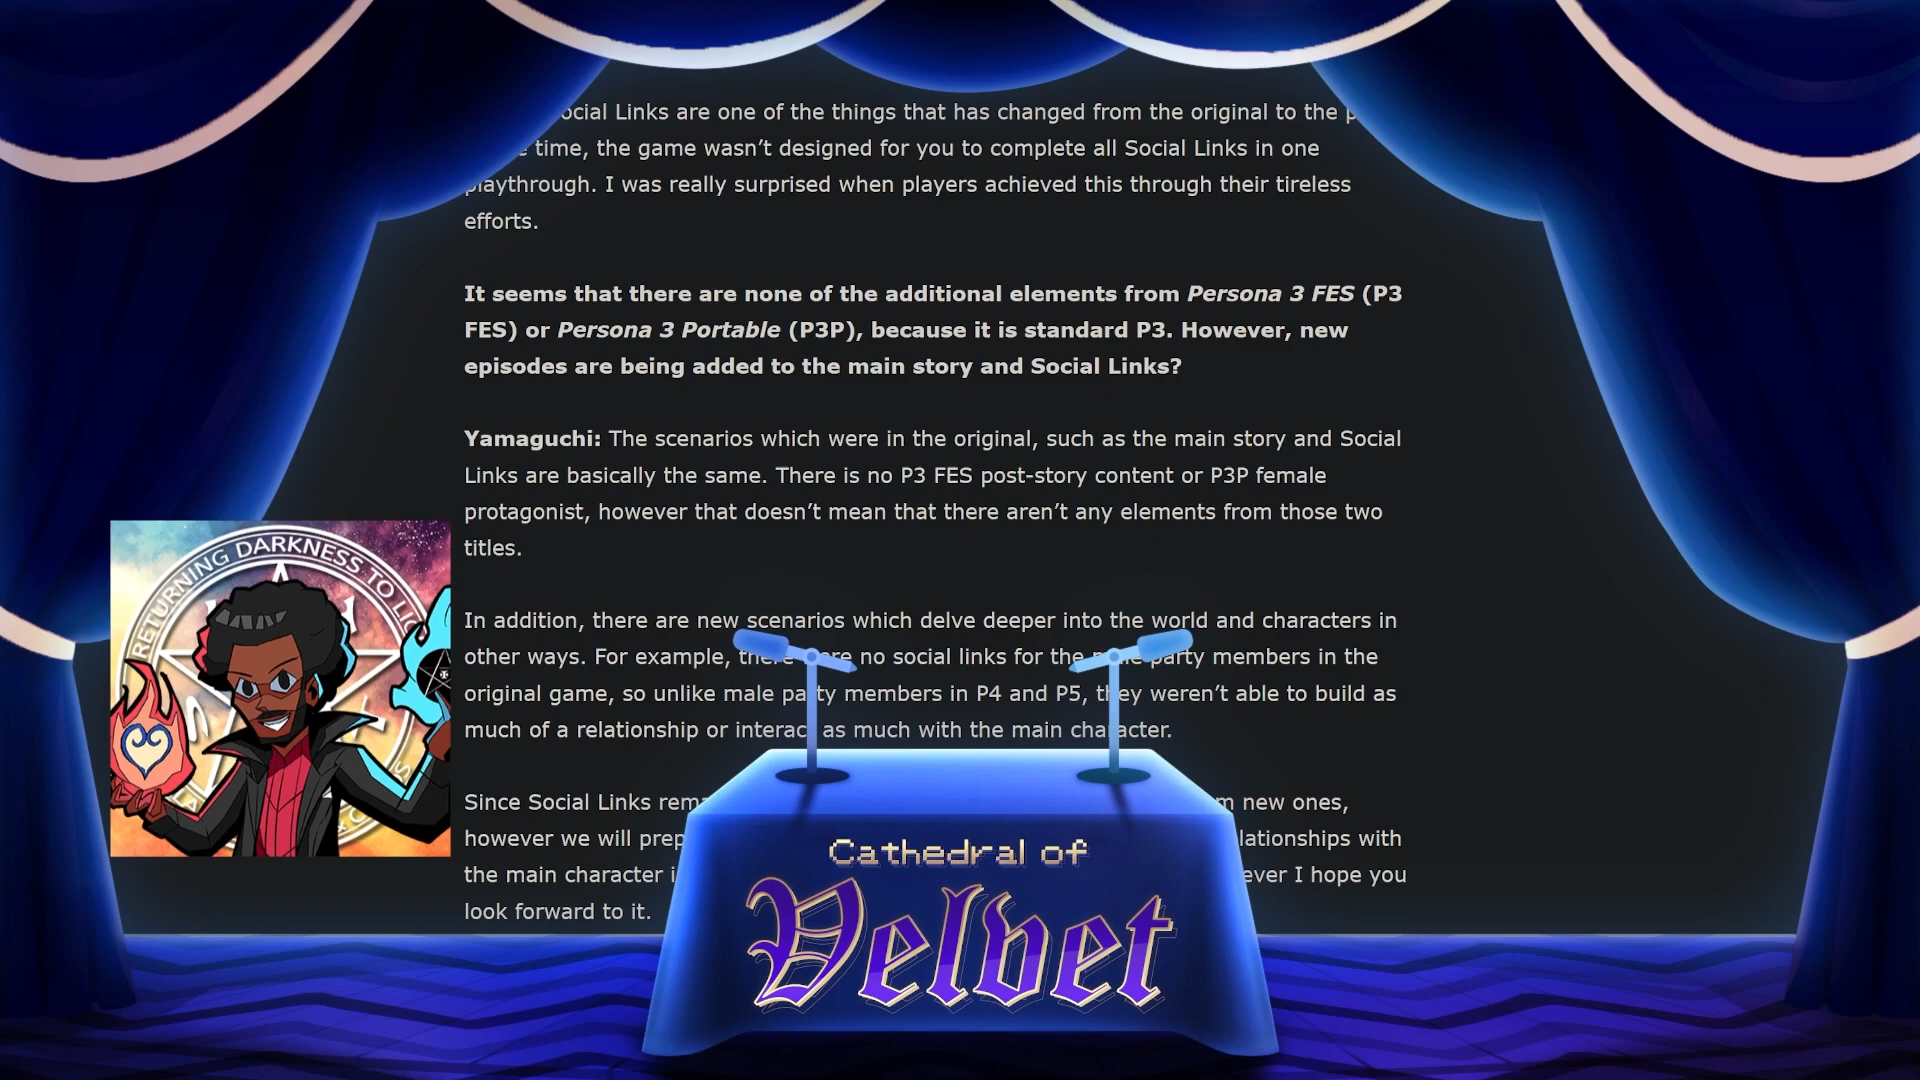 Social Links are one of the things that has changed from the original to the
time, the game wasn’t designed for you to complete all Social Links in one
playthrough. I was really surprised when players achieved this through their tireless
efforts.
It seems that there are none of the additional elements from Persona 3 FES (P3
FES) or Persona 3 Portable (P3P), because it is standard P3. However, new
episodes are being added to the main story and Social Links?
Yamaguchi: The scenarios which were in the original, such as the main story and Social
Links are basically the same. There is no P3 FES post-story content or P3P female
protagonist, however that doesn’t mean that there aren’t any elements from those two
titles.
In addition, there are new scenarios which delve deeper into the world and characters in
other ways. For example, there were no social links for the male party members in the
original game, so unlike male party members in P4 and P5, they weren’t able to build as
much of a relationship or interact as much with the main character.
Since Social Links new ones,
however we will relationships with
the main character I hope you
look forward to it.
RETURNING DARKNESS TO
Cathedral of
Velvet